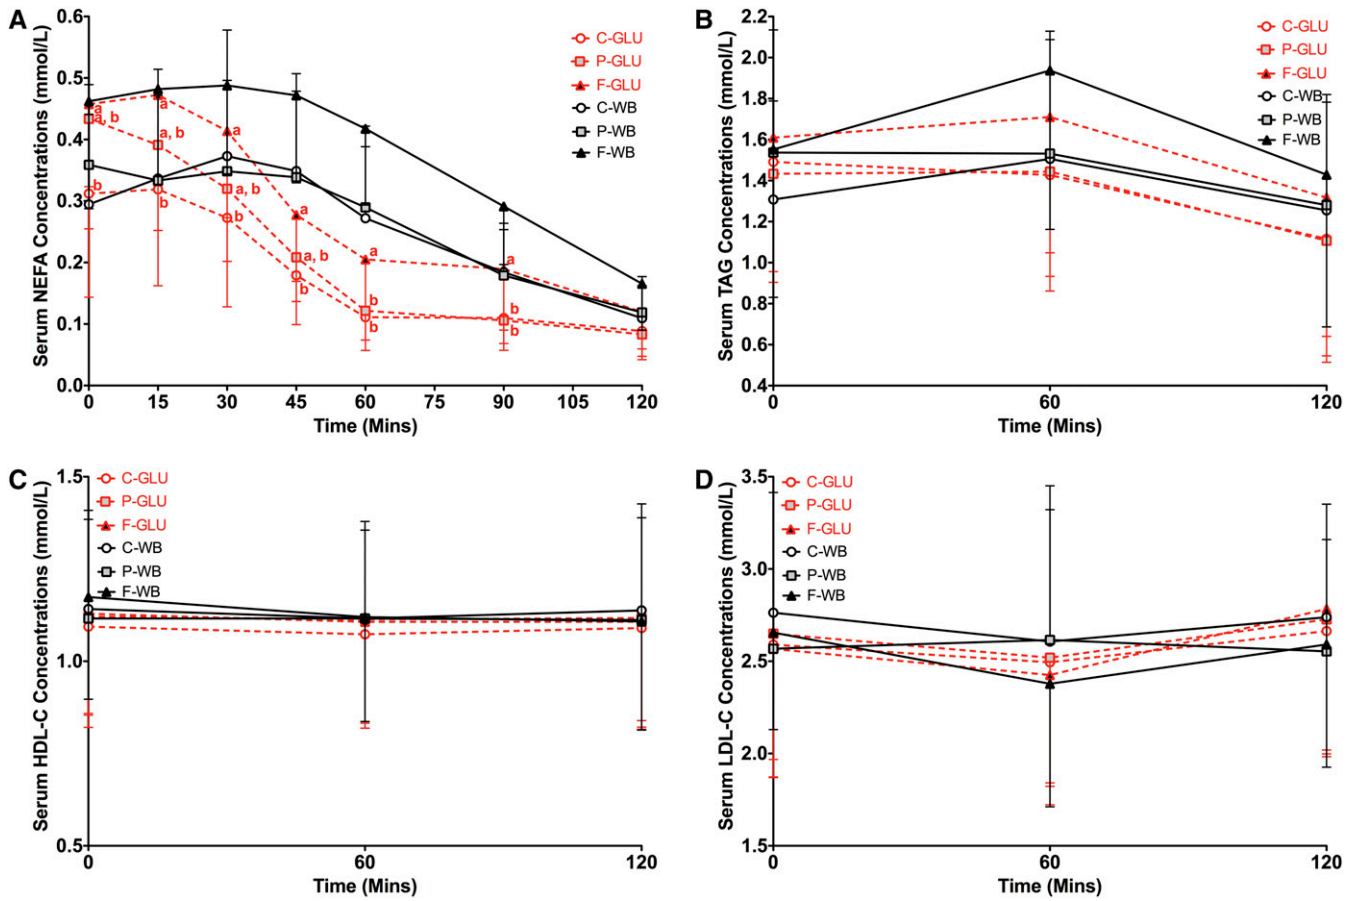 A
Serum NEFA Concentrations (mmol/L)
0.6
0.5
0.4
0.3
0.2
0.1
0.0
a
a, b
b
a
a, b
b
a
a, b
b
a
a, b
b
a
b
b
a
b
b
C-GLU
P-GLU
F-GLU
C-WB
P-WB
F-WB
0 15 30 45 60 75 90 105 120
Time (Mins)
B
Serum TAG Concentrations (mmol/L)
2.2
2.0
1.8
1.6
1.4
1.2
1.0
0.8
0.6
0.4
C-GLU
P-GLU
F-GLU
C-WB
P-WB
F-WB
0 60 120
Time (Mins)
C
Serum HDL-C Concentrations (mmol/L)
1.5
1.0
0.5
C-GLU
P-GLU
F-GLU
C-WB
P-WB
F-WB
0 60 120
Time (Mins)
D
Serum LDL-C Concentrations (mmol/L)
3.5
3.0
2.5
2.0
1.5
C-GLU
P-GLU
F-GLU
C-WB
P-WB
F-WB
0 60 120
Time (Mins)